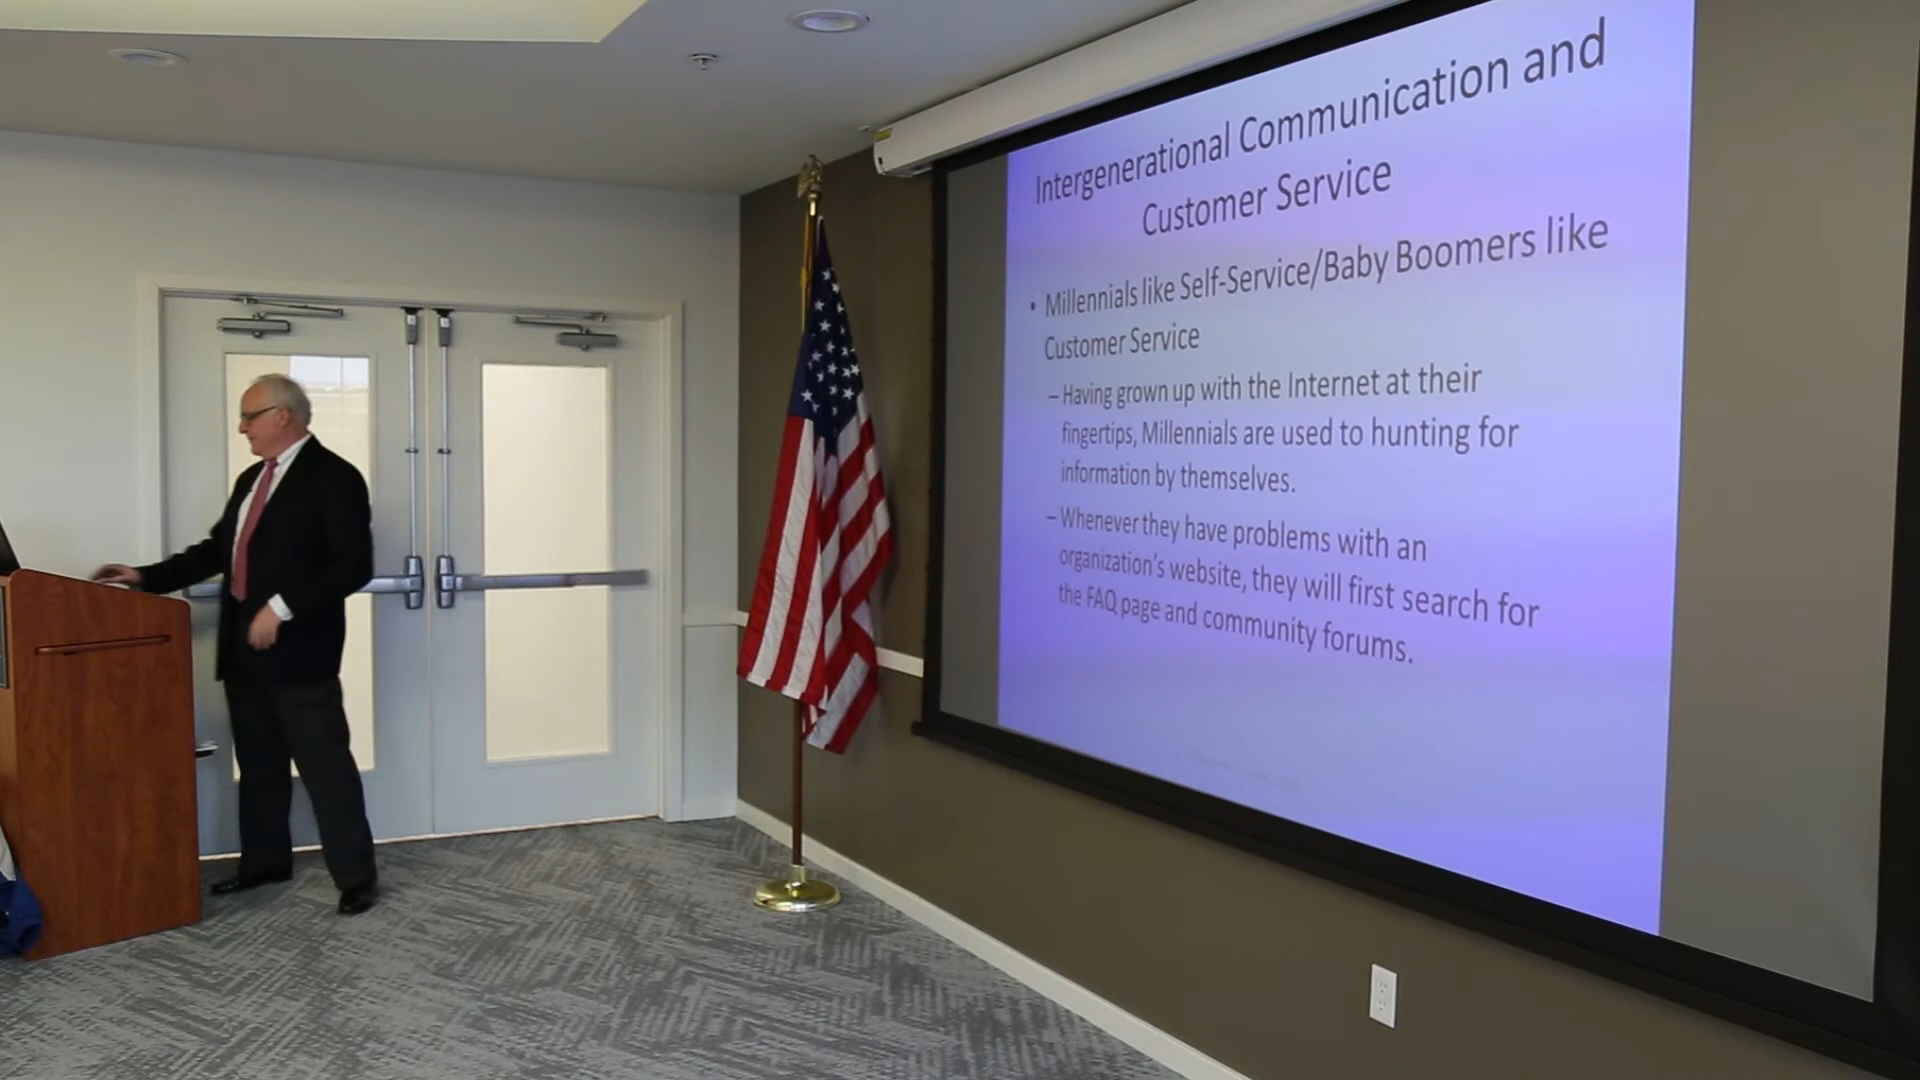 Intergenerational Communication and
Customer Service
• Millennials like Self-Service/Baby Boomers like
Customer Service
– Having grown up with the Internet at their
fingertips, Millennials are used to hunting for
information by themselves.
– Whenever they have problems with an
organization's website, they will first search for
the FAQ page and community forums.